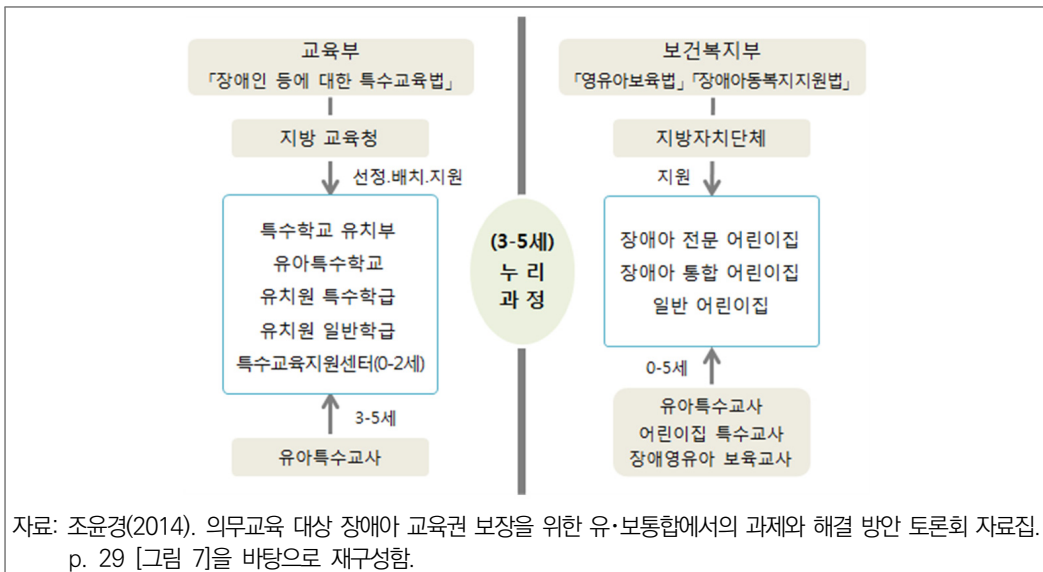 교육부
「장애인 등에 대한 특수교육법」
지방 교육청
선정.배치.지원
특수학교 유치부
유아특수학교
유치원 특수학급
유치원 일반학급
특수교육지원센터(0-2세)
3-5세
유아특수교사
(3-5세)
누 리
과 정
보건복지부
「영유아보육법」「장애아동복지지원법」
지방자치단체
지원
장애아 전문 어린이집
장애아 통합 어린이집
일반 어린이집
0-5세
유아특수교사
어린이집 특수교사
장애영유아 보육교사
자료: 조윤경(2014). 의무교육 대상 장애아 교육권 보장을 위한 유·보통합에서의 과제와 해결 방안 토론회 자료집.
p. 29 [그림 7]을 바탕으로 재구성함.